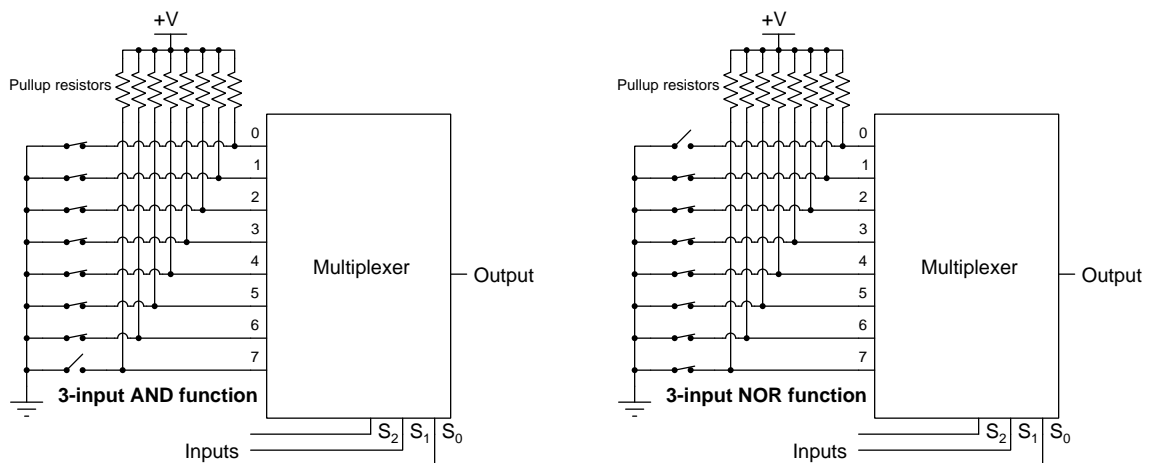 +V
Pullup resistors
0
1
2
3
4
5
6
7
Multiplexer
Output
3-input AND function
S2 S1 S0
Inputs
+V
Pullup resistors
0
1
2
3
4
5
6
7
Multiplexer
Output
3-input NOR function
S2 S1 S0
Inputs